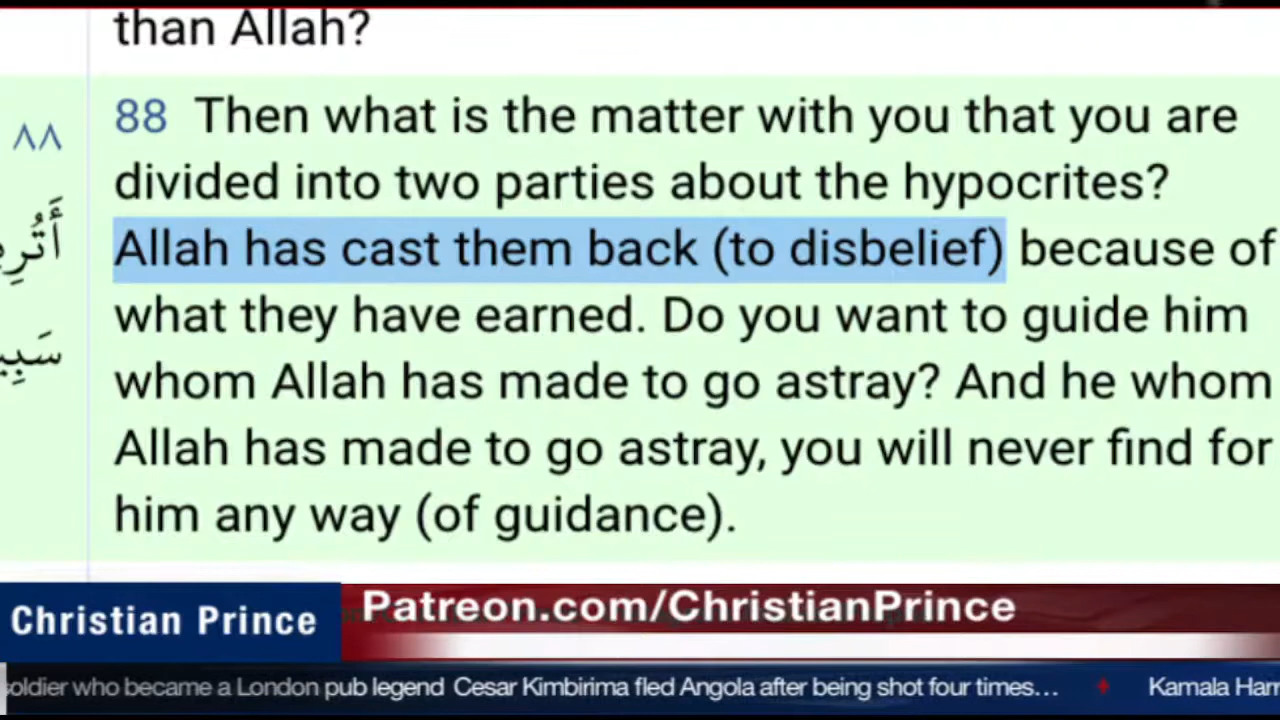 than Allah?
88 Then what is the matter with you that you are
٨٨
divided into two parties about the hypocrites?
Allah has cast them back (to disbelief) because of
what they have earned. Do you want to guide him
whom Allah has made to go astray? And he whom
Allah has made to go astray, you will never find for
him any way (of guidance).
Christian Prince
Patreon.com/ChristianPrince
soldier who became a London pub legend Cesar Kimbirima fled Angola after being shot four times... Kamala